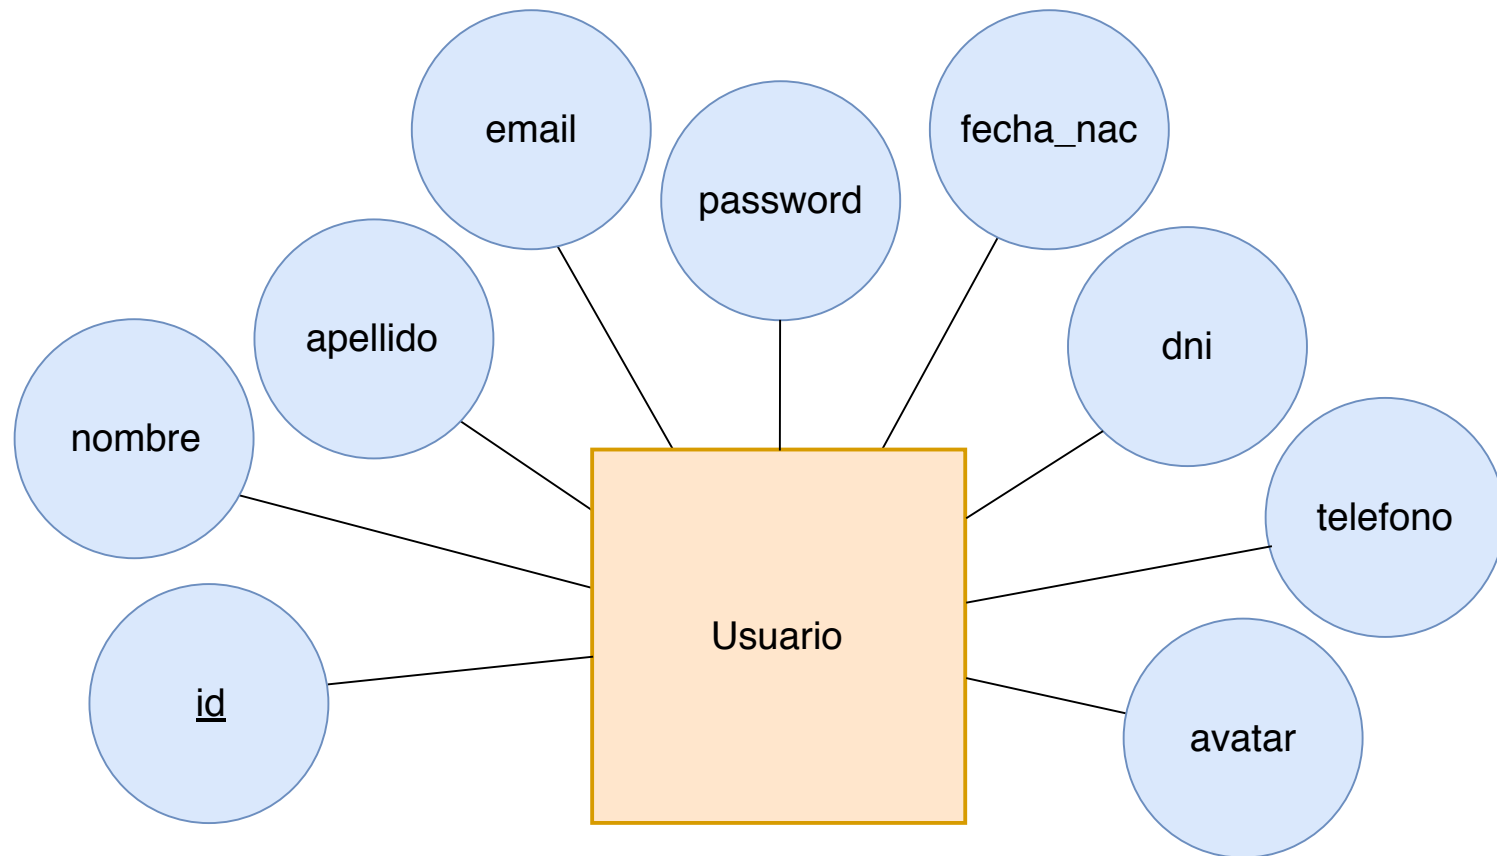 email
fecha_nac
password
apellido
dni
nombre
telefono
Usuario
id
avatar